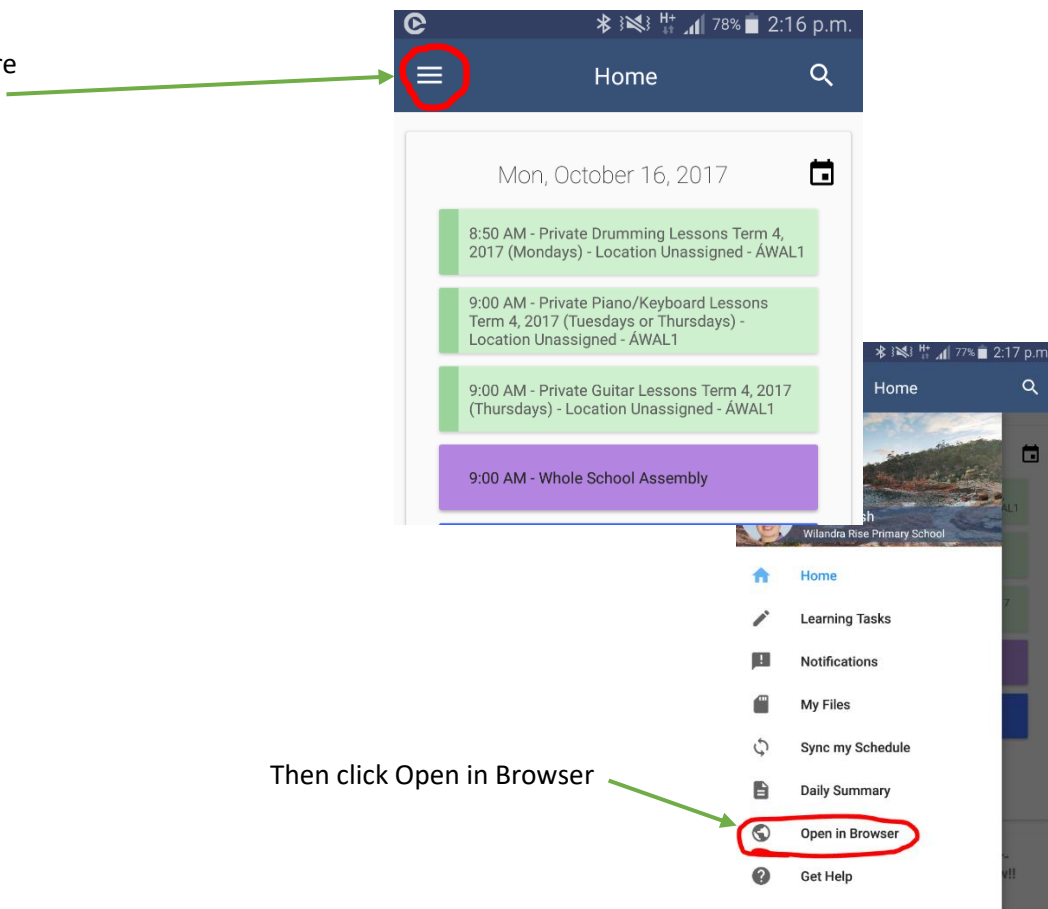 H+ 78% 2:16 p.m.
re
Home
Mon, October 16, 2017
8:50 AM - Private Drumming Lessons Term 4,
2017 (Mondays) - Location Unassigned - ÁWAL1
9:00 AM - Private Piano/Keyboard Lessons
Term 4, 2017 (Tuesdays or Thursdays) -
Location Unassigned - ÁWAL1
9:00 AM - Private Guitar Lessons Term 4, 2017
(Thursdays) - Location Unassigned - ÁWAL1
9:00 AM - Whole School Assembly
H+ 77% 2:17 p.m
Home
AL1
sh
Wilandra Rise Primary School
Home
Learning Tasks
7
Notifications
My Files
Sync my Schedule
Then click Open in Browser
Daily Summary
Open in Browser
Get Help